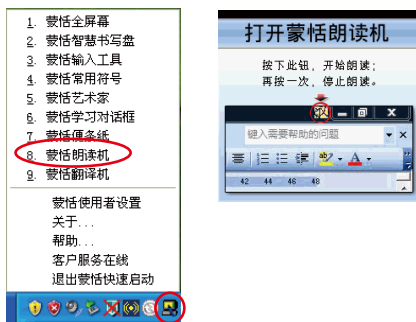 1. 蒙恬全屏幕
2. 蒙恬智慧书写盘
3. 蒙恬输入工具
4. 蒙恬常用符号
5. 蒙恬艺术家
6. 蒙恬学习对话框
7. 蒙恬便条纸
8. 蒙恬朗读机
9. 蒙恬翻译机
蒙恬使用者设置
关于...
帮助...
客户服务在线
退出蒙恬快速启动
打开蒙恬朗读机
按下此钮，开始朗读；
再按一次，停止朗读。
键入需要帮助的问题
42 44 46 48